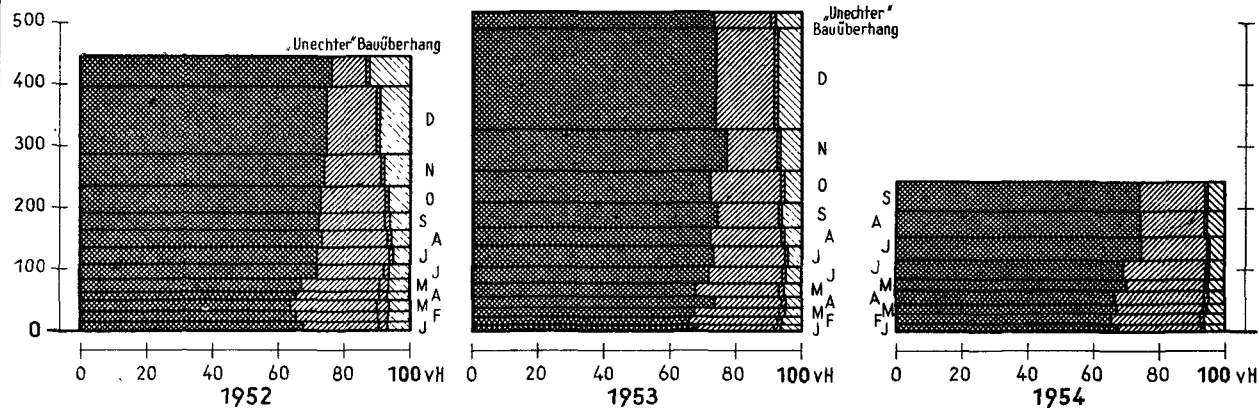 500
400
300
200
100
0
„Unechter“ Bauüberhang
D
N
O
S
A
J
J
M
A
M
F
J
0 20 40 60 80 100 vH
1952
„Unechter“
Bauüberhang
D
N
O
S
A
J
J
M
A
M
F
J
0 20 40 60 80 100 vH
1953
S
A
J
J
M
A
M
F
J
0 20 40 60 80 100 vH
1954